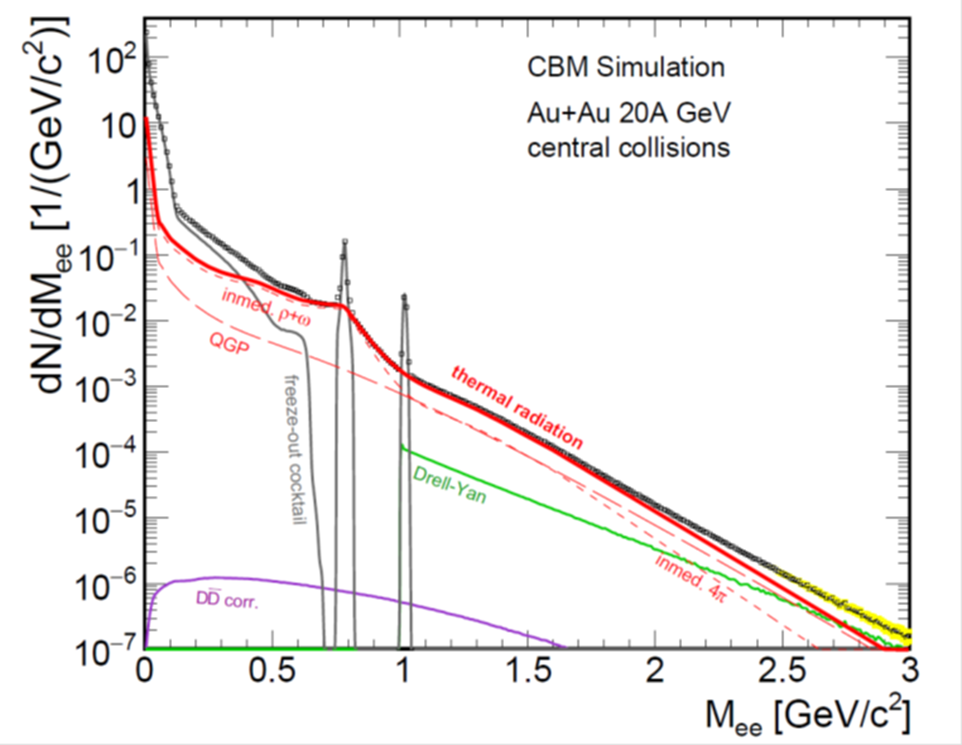 dN/dM_ee [1/(GeV/c²)]
10²
10
1
10⁻¹
10⁻²
10⁻³
10⁻⁴
10⁻⁵
10⁻⁶
10⁻⁷
CBM Simulation
Au+Au 20A GeV
central collisions
inmed. ρ+ω
QGP
freeze-out cocktail
thermal radiation
Drell-Yan
inmed. 4π
DD̅ corr.
0 0.5 1 1.5 2 2.5 3
M_ee [GeV/c²]